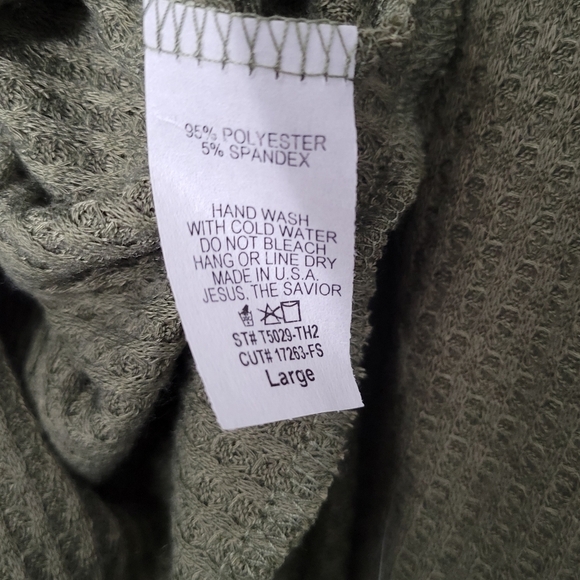 95% POLYESTER
5% SPANDEX
HAND WASH
WITH COLD WATER
DO NOT BLEACH
HANG OR LINE DRY
MADE IN U.S.A.
JESUS, THE SAVIOR
ST# T5029-TH2
CUT# 17263-FS
Large